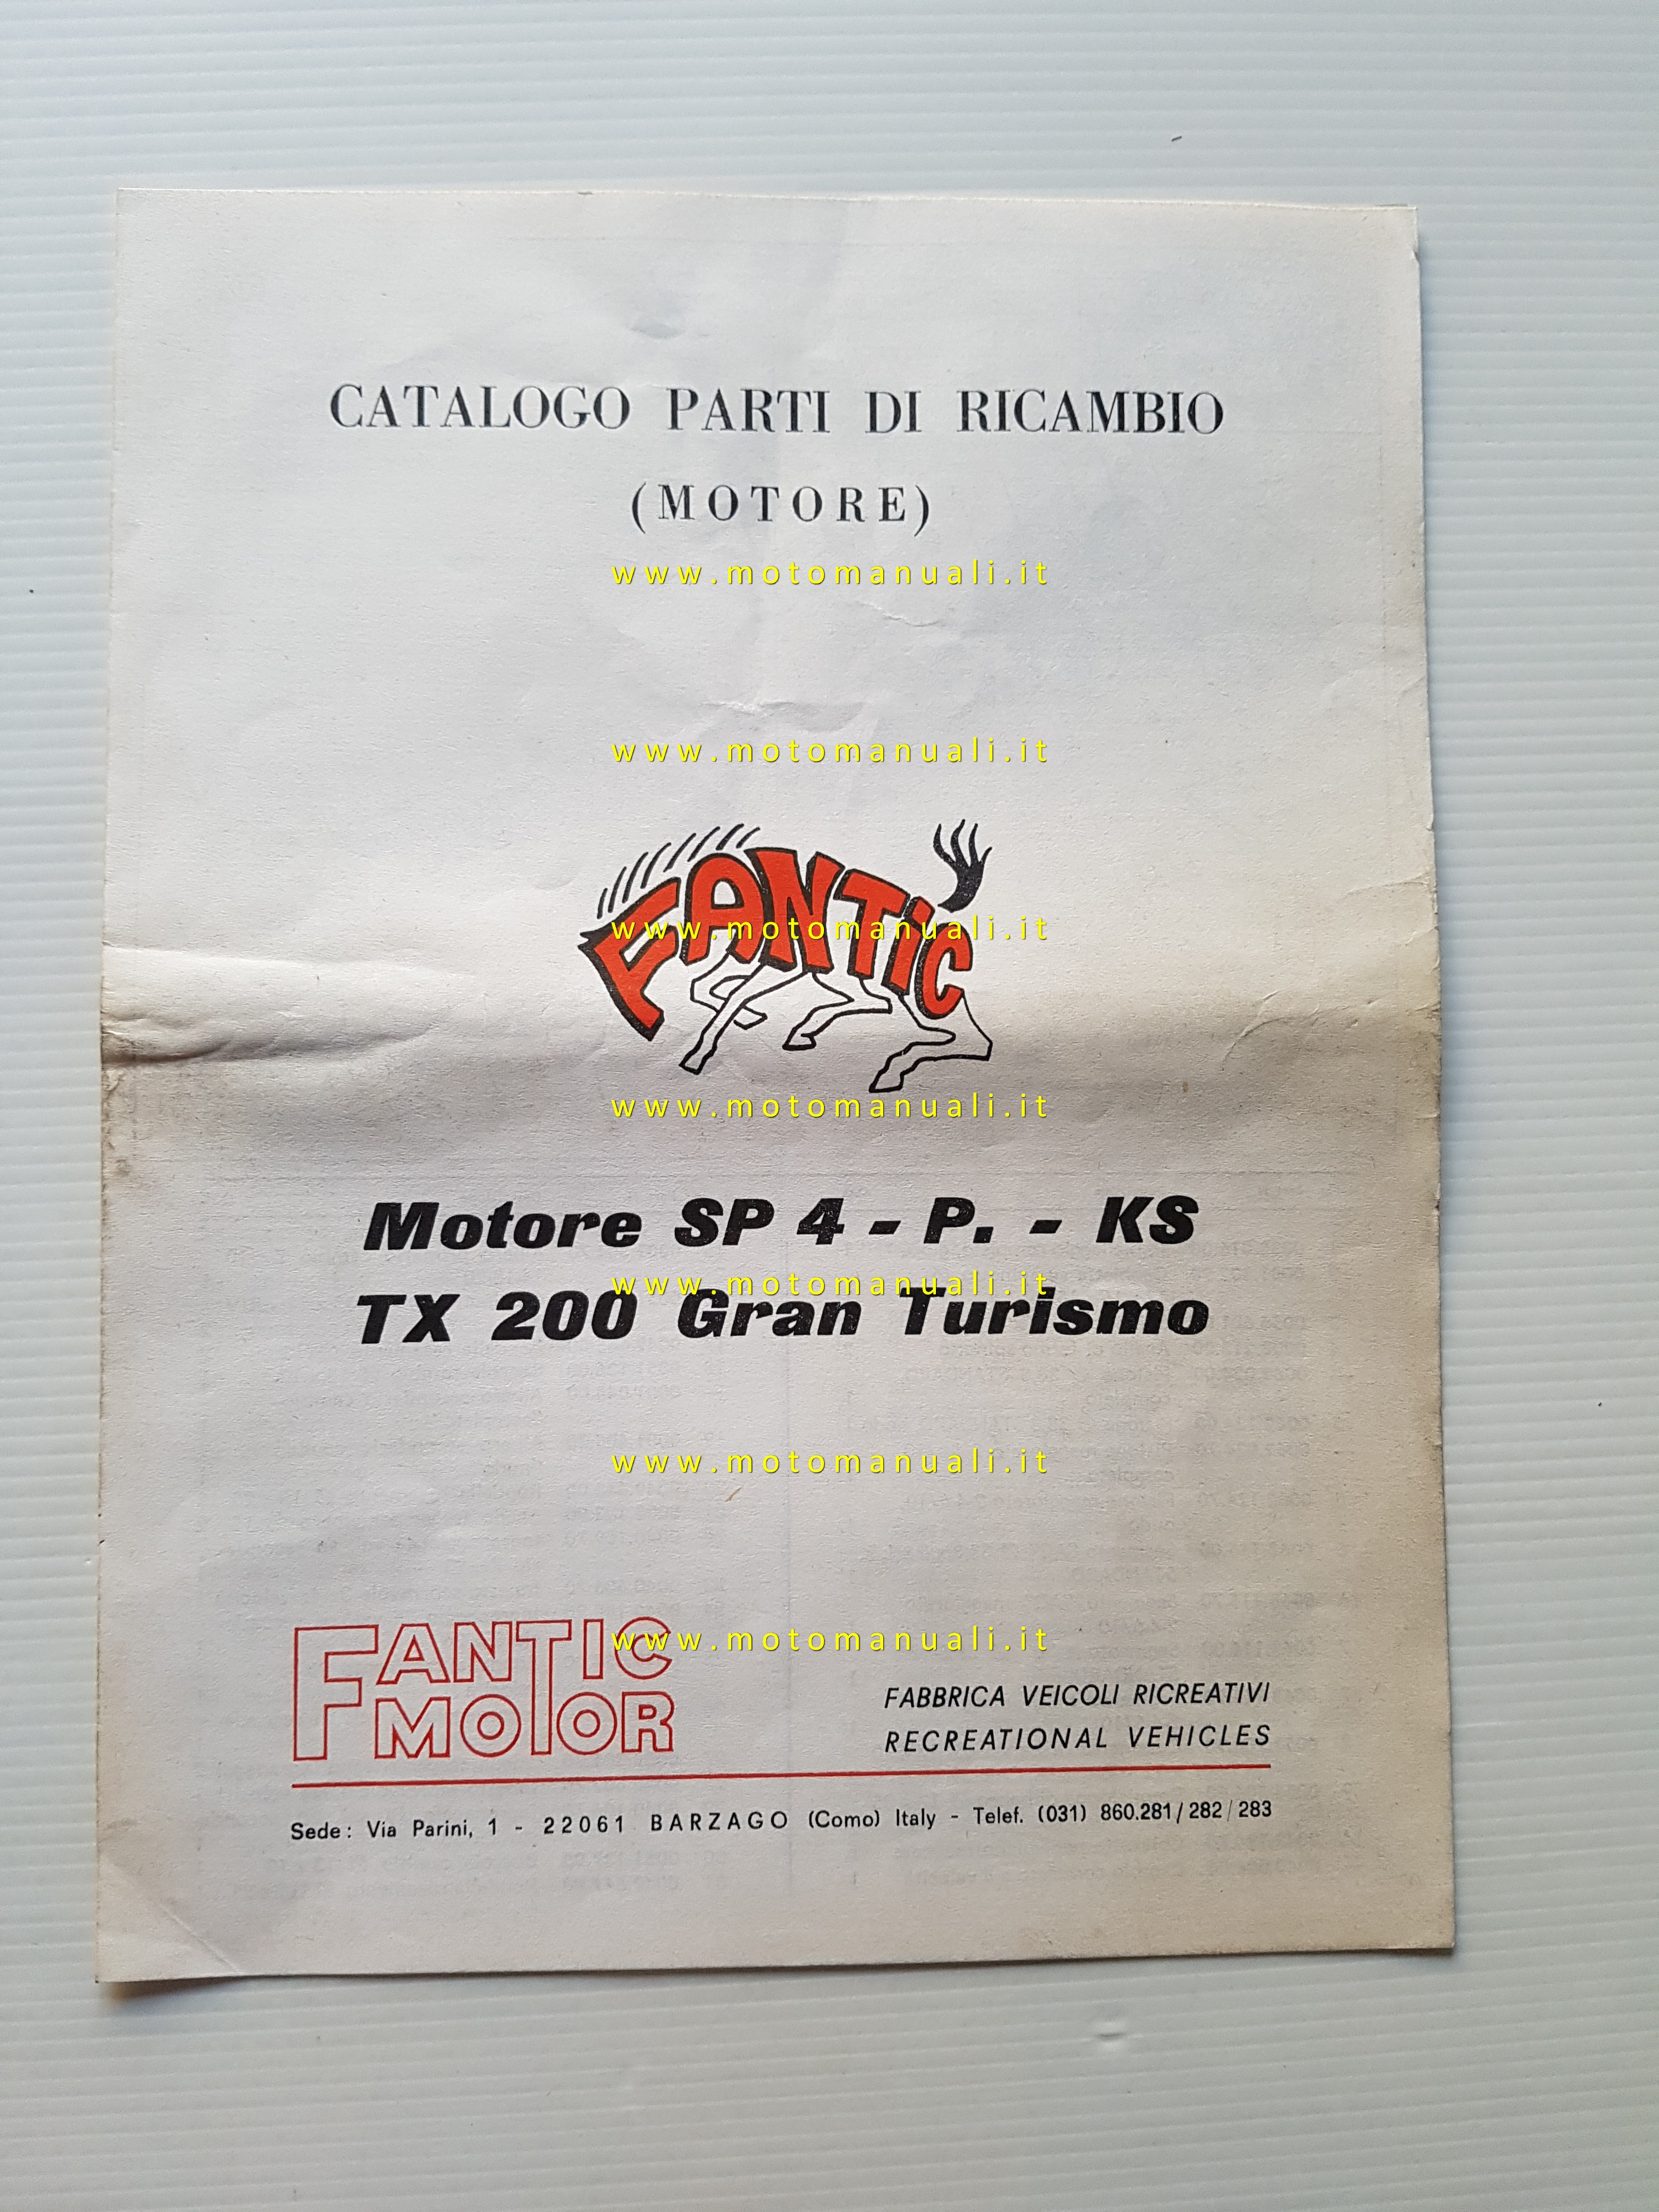 CATALOGO PARTI DI RICAMBIO
(MOTORE)
www.motomanuali.it
www.motomanuali.it
FANTIC
www.motomanuali.it
www.motomanuali.it
Motore SP 4 - P. - KS
www.motomanuali.it
TX 200 Gran Turismo
www.motomanuali.it
www.motomanuali.it
FANTIC
MOTOR
FABBRICA VEICOLI RICREATIVI
RECREATIONAL VEHICLES
Sede: Via Parini, 1 - 22061 BARZAGO (Como) Italy - Telef. (031) 860.281/282/283